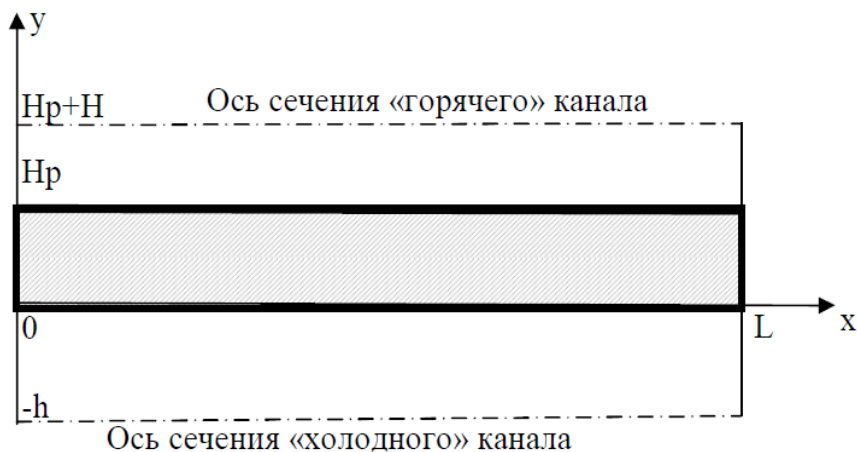 y
Hp+H
Ось сечения «горячего» канала
Hp
0
L
x
-h
Ось сечения «холодного» канала